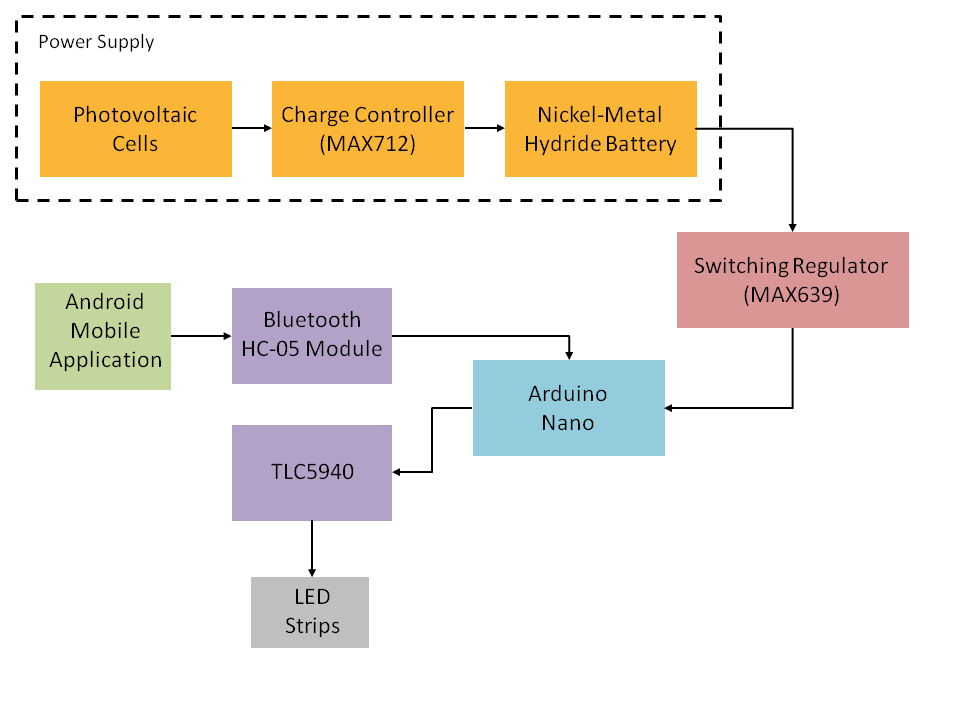 Power Supply
Photovoltaic
Cells
Charge Controller
(MAX712)
Nickel-Metal
Hydride Battery
Switching Regulator
(MAX639)
Android
Mobile
Application
Bluetooth
HC-05 Module
Arduino
Nano
TLC5940
LED
Strips